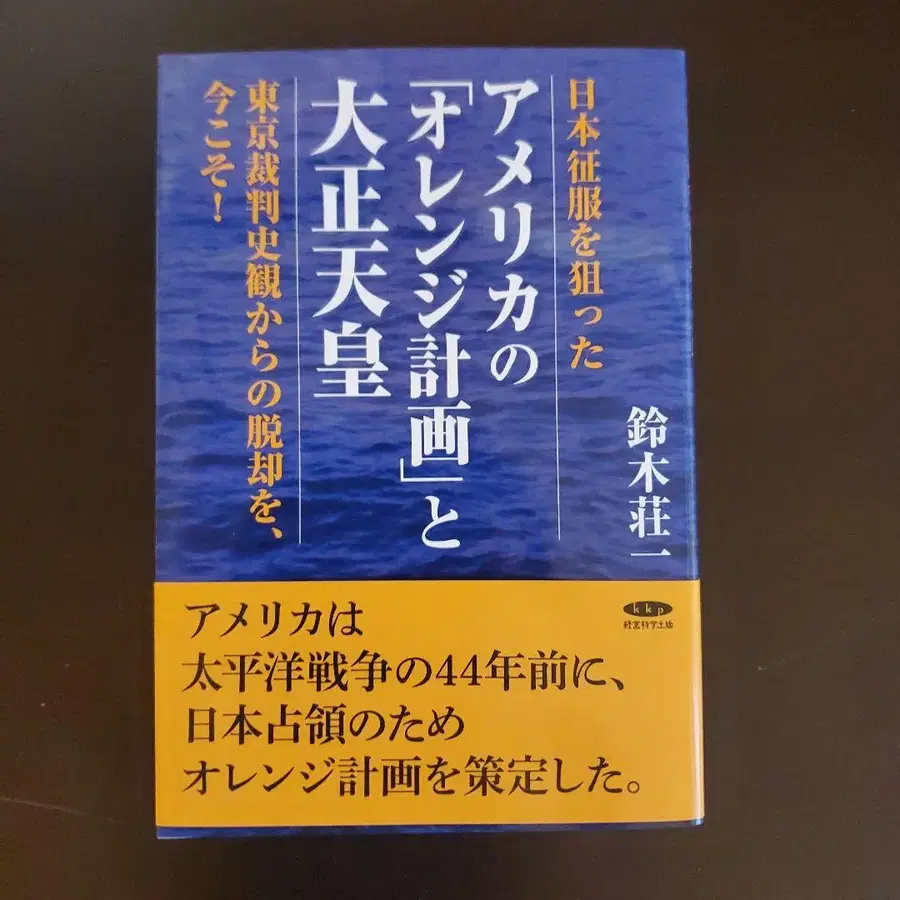 日本征服を狙った
アメリカの
「オレンジ計画」と
大正天皇
東京裁判史観からの脱却を、
今こそ！
鈴木荘一
kkp
経営科学出版
アメリカは
太平洋戦争の44年前に、
日本占領のため
オレンジ計画を策定した。